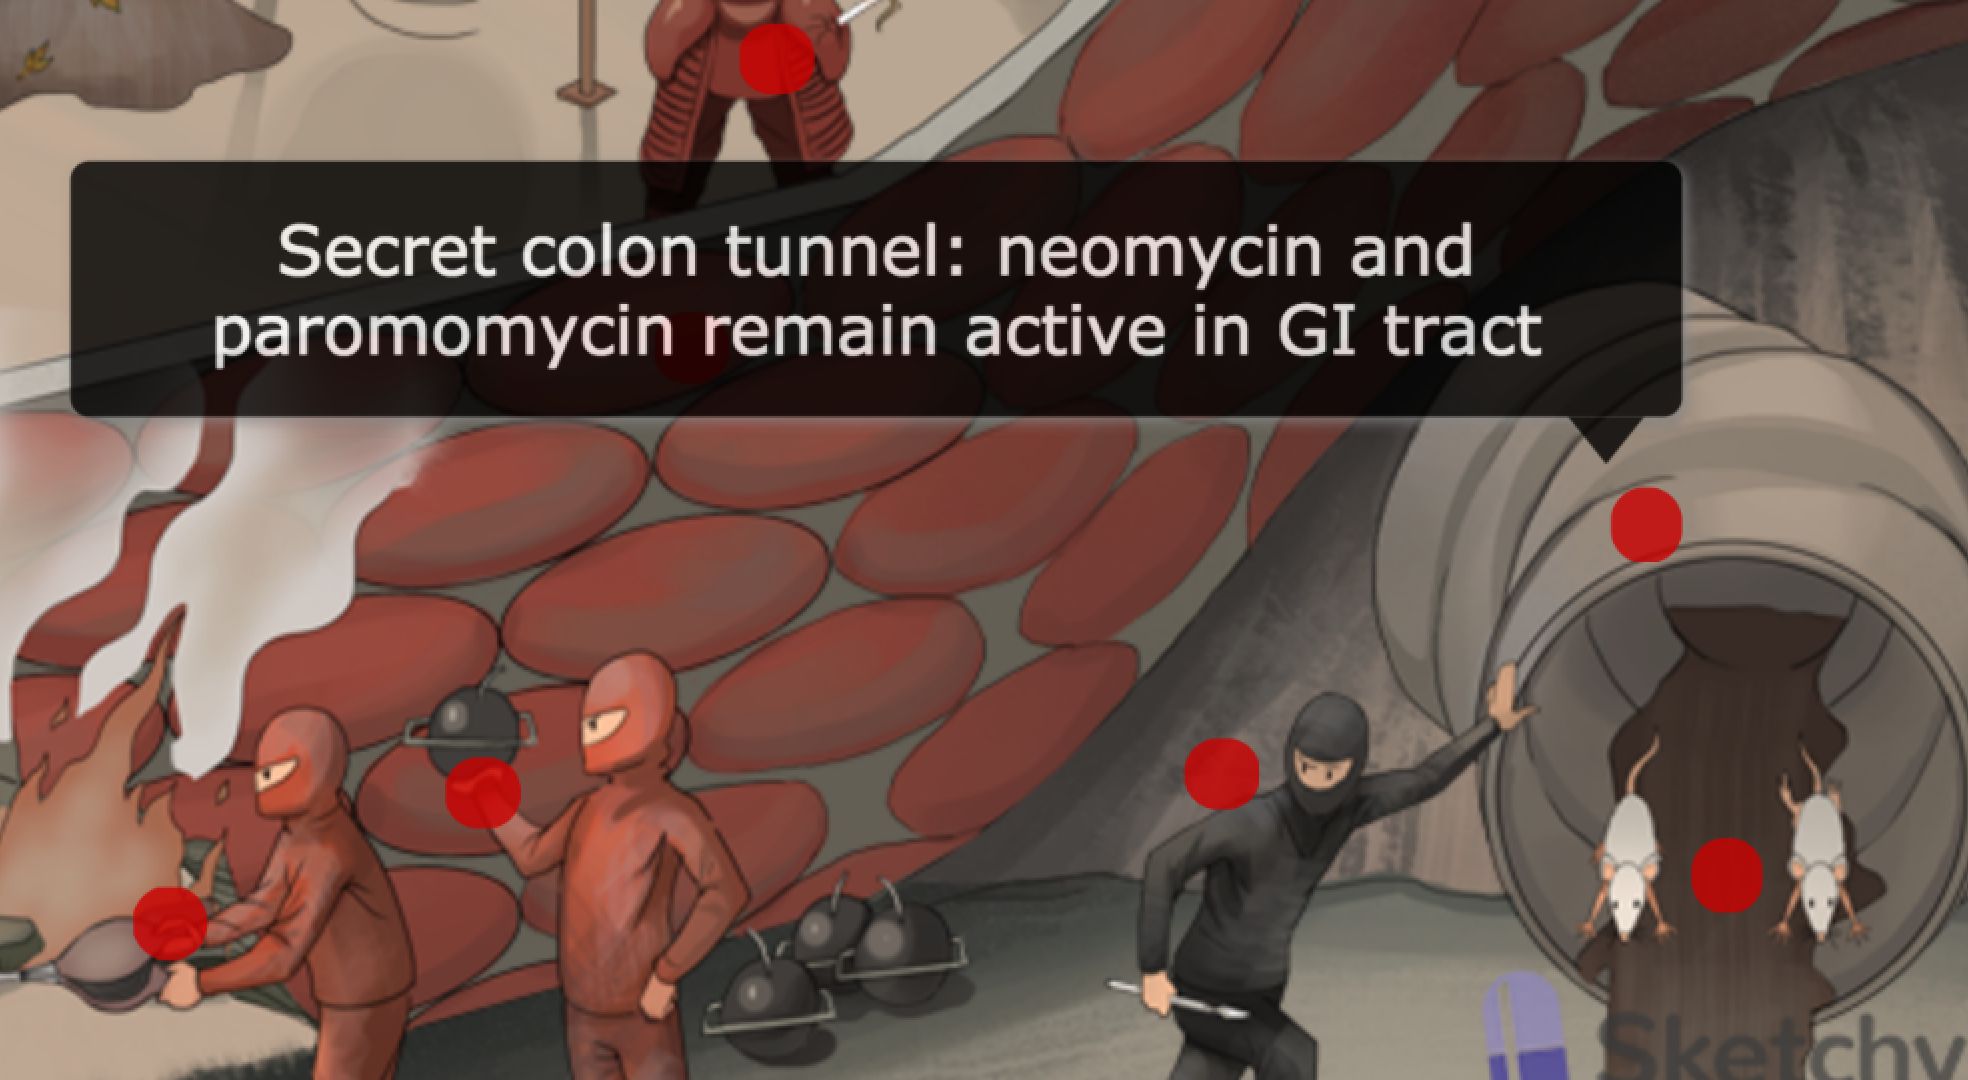 Secret colon tunnel: neomycin and
paromomycin remain active in GI tract
Sketchy